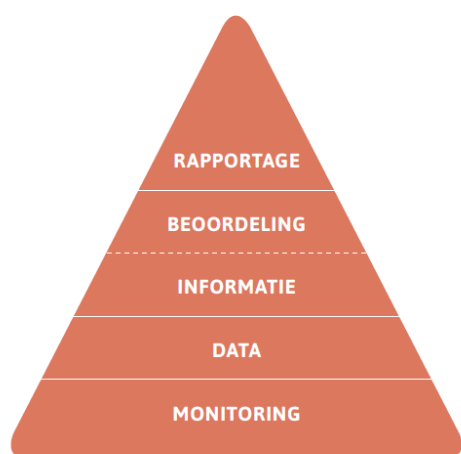 RAPPORTAGE
BEOORDELING
INFORMATIE
DATA
MONITORING